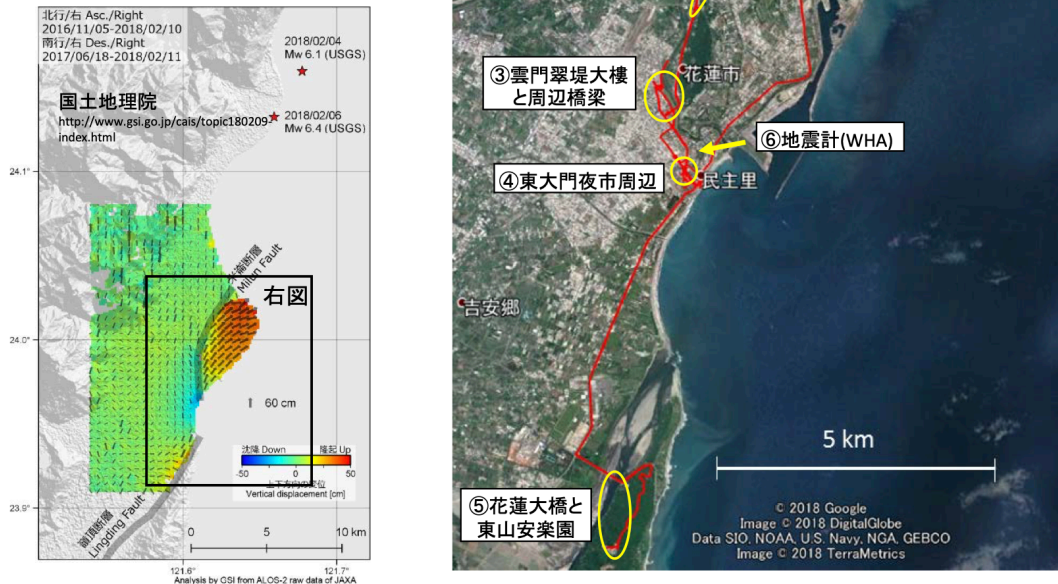 北行/右 Asc./Right
2016/11/05-2018/02/10
南行/右 Des./Right
2017/06/18-2018/02/11
2018/02/04
Mw 6.1 (USGS)
国土地理院
http://www.gsi.go.jp/cais/topic180209-
index.html
2018/02/06
Mw 6.4 (USGS)
24.1°
米崙断層
Milun Fault
右図
24.0°
60 cm
沈降 Down
隆起 Up
-50
0
50
上下方向の変位
Vertical displacement [cm]
嶺頂断層
Lingding Fault
23.9°
0
5
10 km
121.6°
121.7°
Analysis by GSI from ALOS-2 raw data of JAXA
③雲門翠堤大樓
と周辺橋梁
花蓮市
⑥地震計(WHA)
④東大門夜市周辺
民主里
吉安郷
5 km
⑤花蓮大橋と
東山安楽園
© 2018 Google
Image © 2018 DigitalGlobe
Data SIO, NOAA, U.S. Navy, NGA, GEBCO
Image © 2018 TerraMetrics